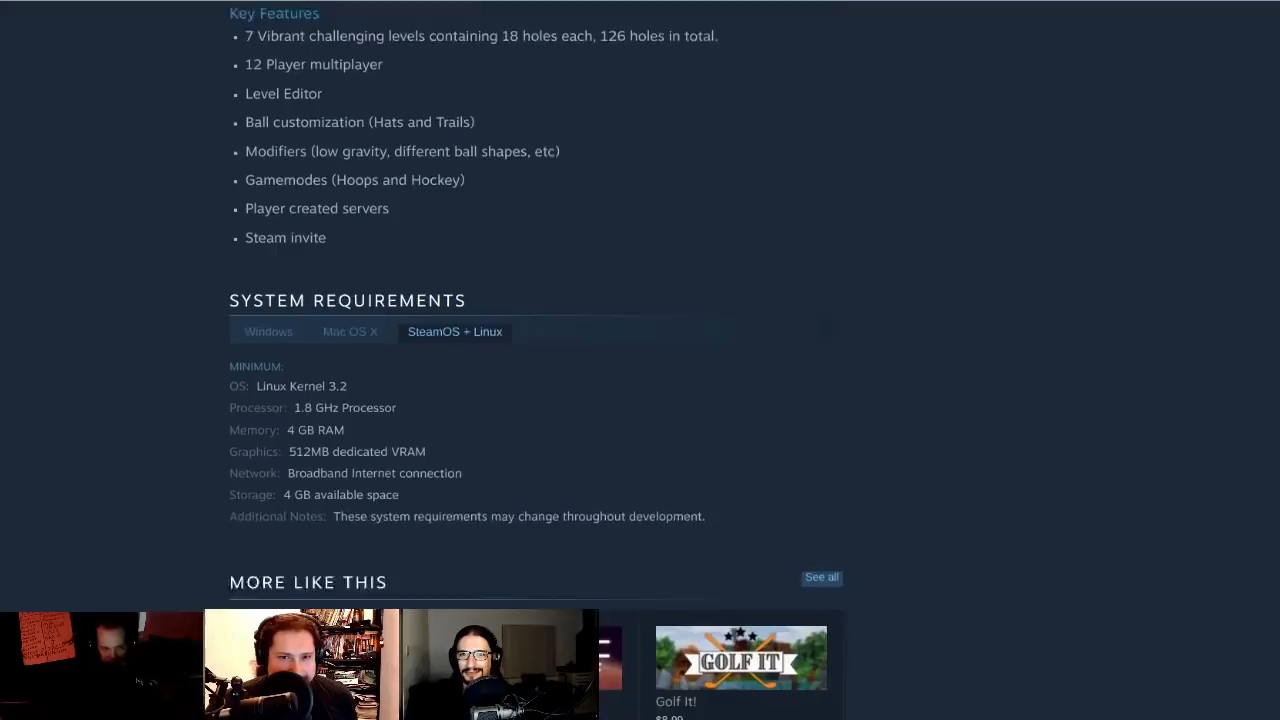 Key Features
7 Vibrant challenging levels containing 18 holes each, 126 holes in total.
12 Player multiplayer
Level Editor
Ball customization (Hats and Trails)
Modifiers (low gravity, different ball shapes, etc)
Gamemodes (Hoops and Hockey)
Player created servers
Steam invite
SYSTEM REQUIREMENTS
Windows Mac OS X SteamOS + Linux
MINIMUM:
OS: Linux Kernel 3.2
Processor: 1.8 GHz Processor
Memory: 4 GB RAM
Graphics: 512MB dedicated VRAM
Network: Broadband Internet connection
Storage: 4 GB available space
Additional Notes: These system requirements may change throughout development.
MORE LIKE THIS See all
GOLF IT
Golf It!
$8.99